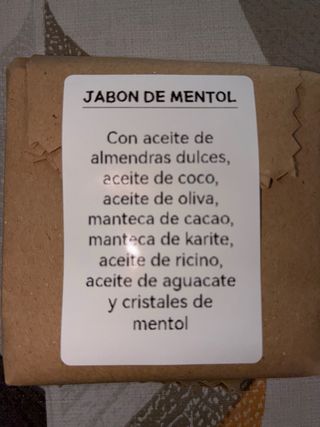 JABON DE MENTOL
Con aceite de
almendras dulces,
aceite de coco,
aceite de oliva,
manteca de cacao,
manteca de karite,
aceite de ricino,
aceite de aguacate
y cristales de
mentol